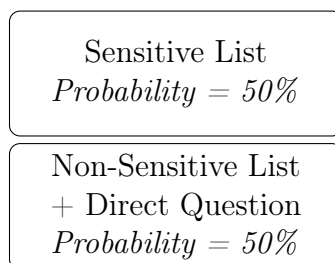 Sensitive List
Probability = 50%
Non-Sensitive List
+ Direct Question
Probability = 50%